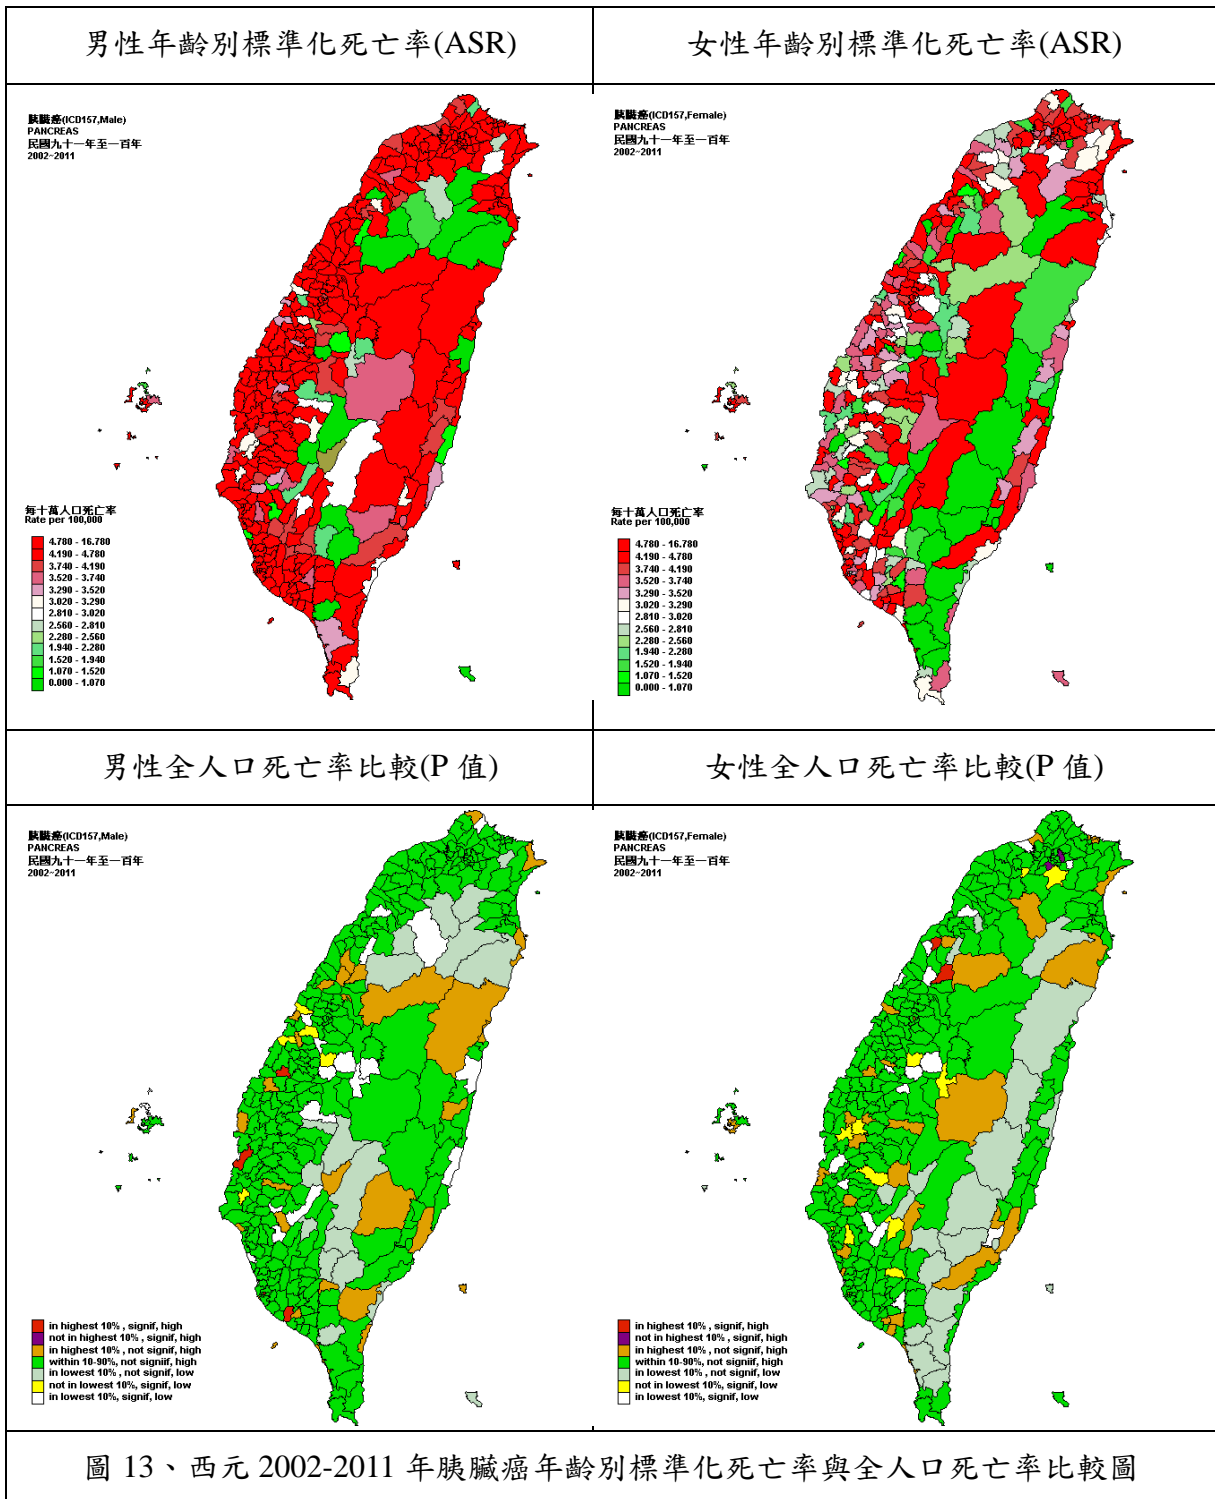 男性年齡別標準化死亡率(ASR)
女性年齡別標準化死亡率(ASR)
胰臟癌(ICD157,Male)
PANCREAS
民國九十一年至一百年
2002~2011
每十萬人口死亡率
Rate per 100,000
4.780 - 16.780
4.190 - 4.780
3.740 - 4.190
3.520 - 3.740
3.290 - 3.520
3.020 - 3.290
2.810 - 3.020
2.560 - 2.810
2.280 - 2.560
1.940 - 2.280
1.520 - 1.940
1.070 - 1.520
0.000 - 1.070
胰臟癌(ICD157,Female)
PANCREAS
民國九十一年至一百年
2002~2011
每十萬人口死亡率
Rate per 100,000
4.780 - 16.780
4.190 - 4.780
3.740 - 4.190
3.520 - 3.740
3.290 - 3.520
3.020 - 3.290
2.810 - 3.020
2.560 - 2.810
2.280 - 2.560
1.940 - 2.280
1.520 - 1.940
1.070 - 1.520
0.000 - 1.070
男性全人口死亡率比較(P 值)
女性全人口死亡率比較(P 值)
胰臟癌(ICD157,Male)
PANCREAS
民國九十一年至一百年
2002~2011
in highest 10% , signif, high
not in highest 10% , signif, high
in highest 10% , not signif, high
within 10-90%, not signiif, high
in lowest 10% , not signif, low
not in lowest 10%, signif, low
in lowest 10%, signif, low
胰臟癌(ICD157,Female)
PANCREAS
民國九十一年至一百年
2002~2011
in highest 10% , signif, high
not in highest 10% , signif, high
in highest 10% , not signif, high
within 10-90%, not signiif, high
in lowest 10% , not signif, low
not in lowest 10%, signif, low
in lowest 10%, signif, low
圖 13、西元 2002-2011 年胰臟癌年齡別標準化死亡率與全人口死亡率比較圖